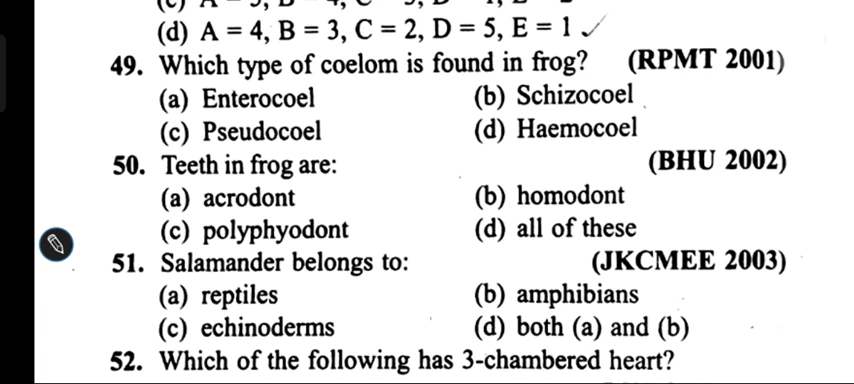 (d) A = 4, B = 3, C = 2, D = 5, E = 1 ✓
49. Which type of coelom is found in frog? (RPMT 2001)
(a) Enterocoel (b) Schizocoel
(c) Pseudocoel (d) Haemocoel
50. Teeth in frog are: (BHU 2002)
(a) acrodont (b) homodont
(c) polyphyodont (d) all of these
51. Salamander belongs to: (JKCMEE 2003)
(a) reptiles (b) amphibians
(c) echinoderms (d) both (a) and (b)
52. Which of the following has 3-chambered heart?